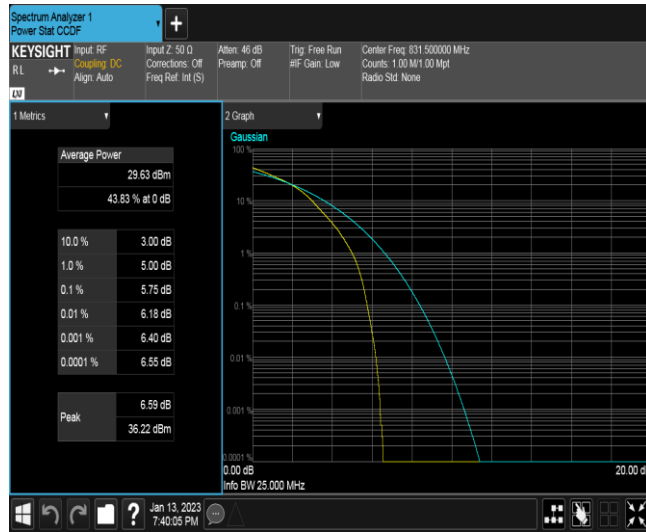 Spectrum Analyzer 1
Power Stat CCDF
+
KEYSIGHT
RL
LXI
Input: RF
Coupling: DC
Align: Auto
Input Z: 50 Ω
Corrections: Off
Freq Ref: Int (S)
Atten: 46 dB
Preamp: Off
Trig: Free Run
#IF Gain: Low
Center Freq: 831.500000 MHz
Counts: 1.00 M/1.00 Mpt
Radio Std: None
1 Metrics
Average Power
29.63 dBm
43.83 % at 0 dB
10.0 % 3.00 dB
1.0 % 5.00 dB
0.1 % 5.75 dB
0.01 % 6.18 dB
0.001 % 6.40 dB
0.0001 % 6.55 dB
Peak
6.59 dB
36.22 dBm
2 Graph
Gaussian
100 %
10 %
1 %
0.1 %
0.01 %
0.001 %
0.0001 %
0.00 dB
20.00 d
Info BW 25.000 MHz
?
Jan 13, 2023
7:40:05 PM